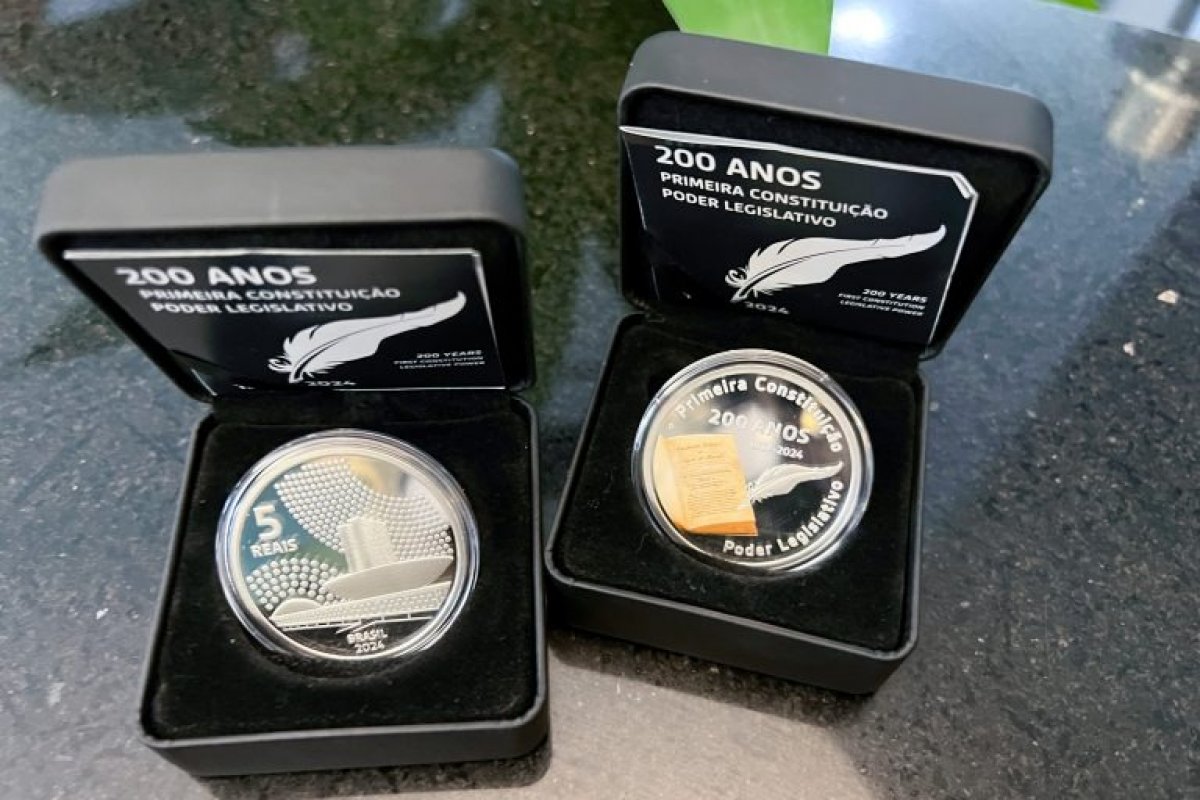 200 ANOS
PRIMEIRA CONSTITUIÇÃO
PODER LEGISLATIVO
200 YEARS
FIRST CONSTITUTION
LEGISLATIVE POWER
2024
5
REAIS
BRASIL
2024
200 ANOS
PRIMEIRA CONSTITUIÇÃO
PODER LEGISLATIVO
200 YEARS
FIRST CONSTITUTION
LEGISLATIVE POWER
2024
Primeira Constituição
200 ANOS
2024
Poder Legislativo